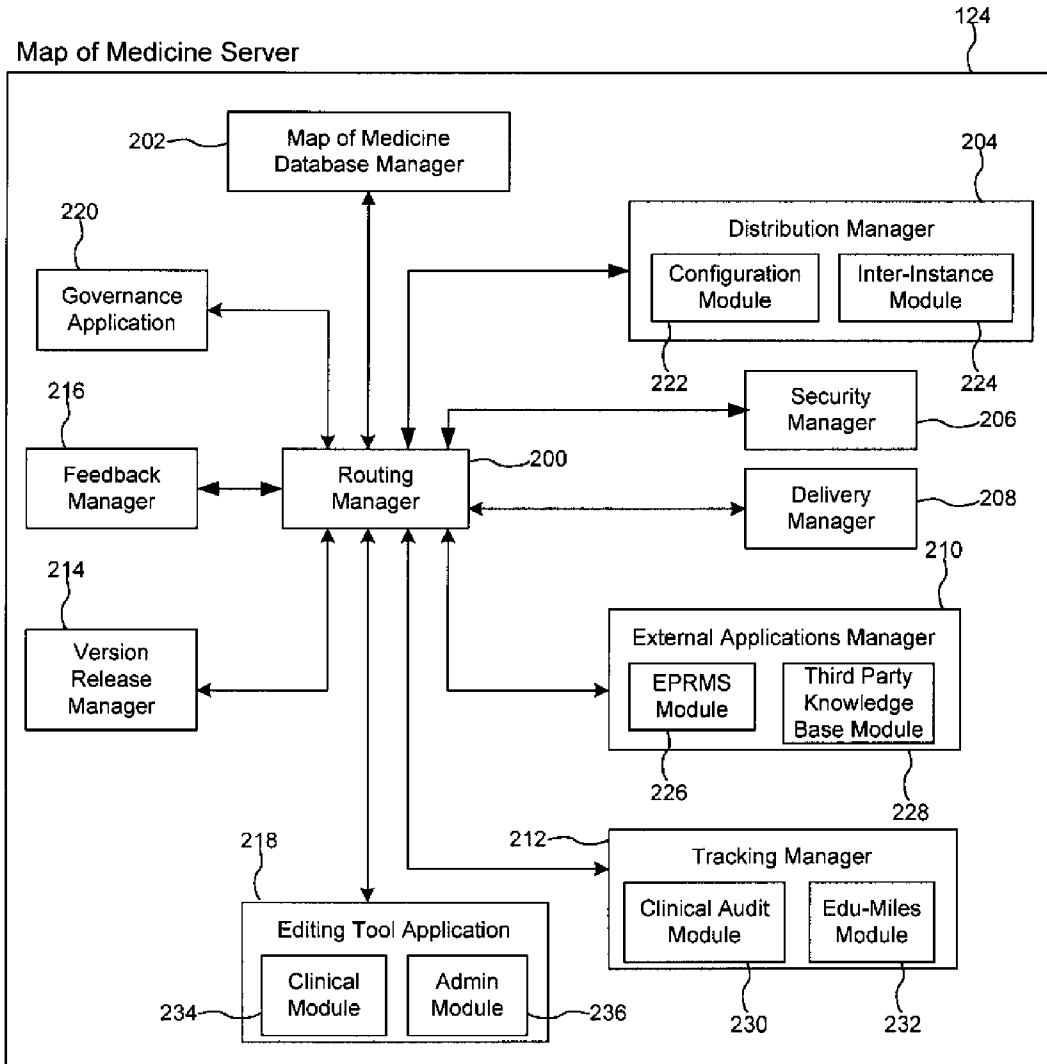 124
Map of Medicine Server
202
Map of Medicine
Database Manager
204
Distribution Manager
Configuration
Module
Inter-Instance
Module
222
224
220
Governance
Application
Security
Manager
206
216
Feedback
Manager
Routing
Manager
200
Delivery
Manager
208
214
Version
Release
Manager
210
External Applications Manager
EPRMS
Module
Third Party
Knowledge
Base Module
226
228
212
Tracking Manager
Clinical Audit
Module
Edu-Miles
Module
230
232
218
Editing Tool Application
Clinical
Module
Admin
Module
234
236